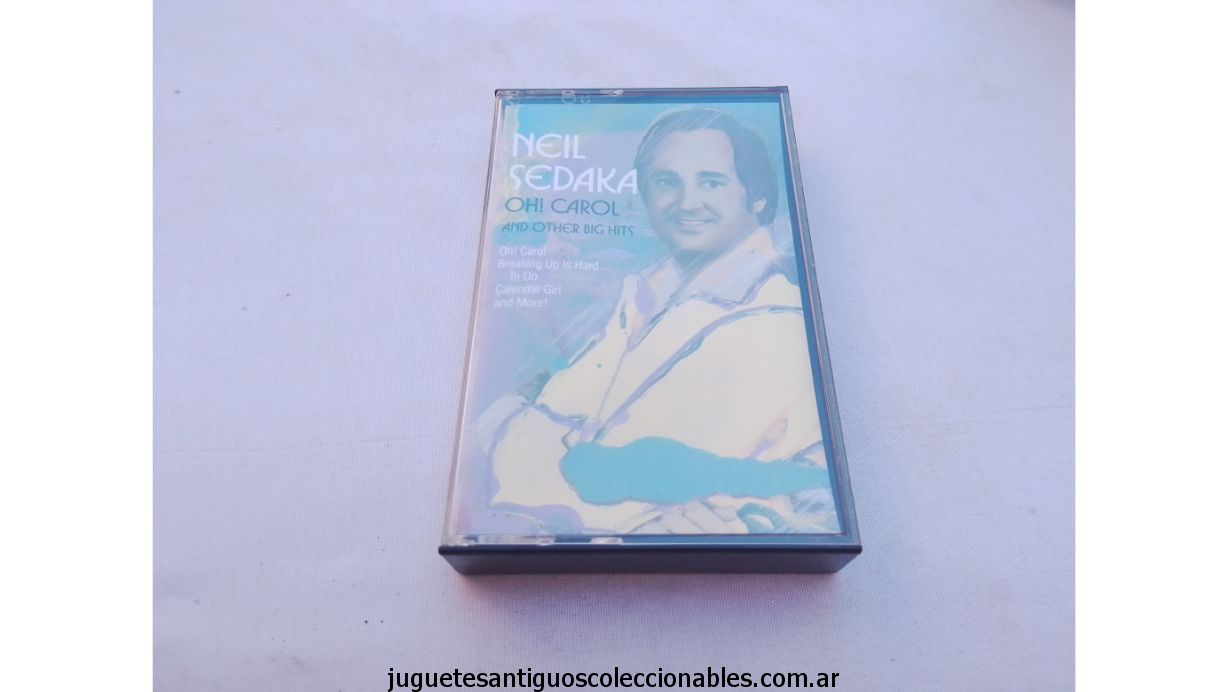 NEIL
SEDAKA
OH! CAROL
AND OTHER BIG HITS
Oh! Carol
Breaking Up Is Hard
To Do
Calendar Girl
and More!
juguetesantiguoscoleccionables.com.ar